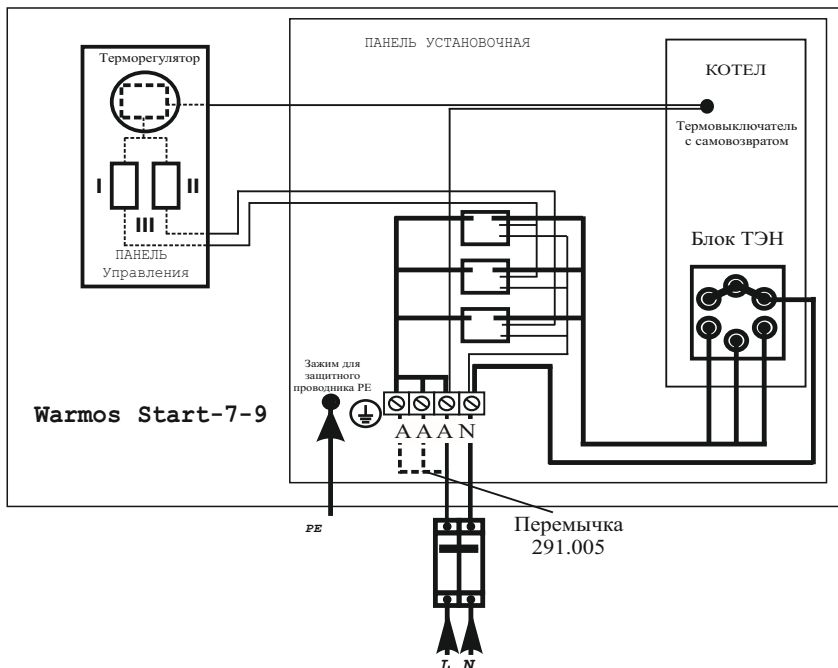 ПАНЕЛЬ УСТАНОВОЧНАЯ
Терморегулятор
КОТЕЛ
Термовыключатель
с самовозвратом
I
II
III
ПАНЕЛЬ
Управления
Блок ТЭН
Зажим для
защитного
проводника PE
Warmos Start-7-9
A A A N
PE
Перемычка
291.005
L N